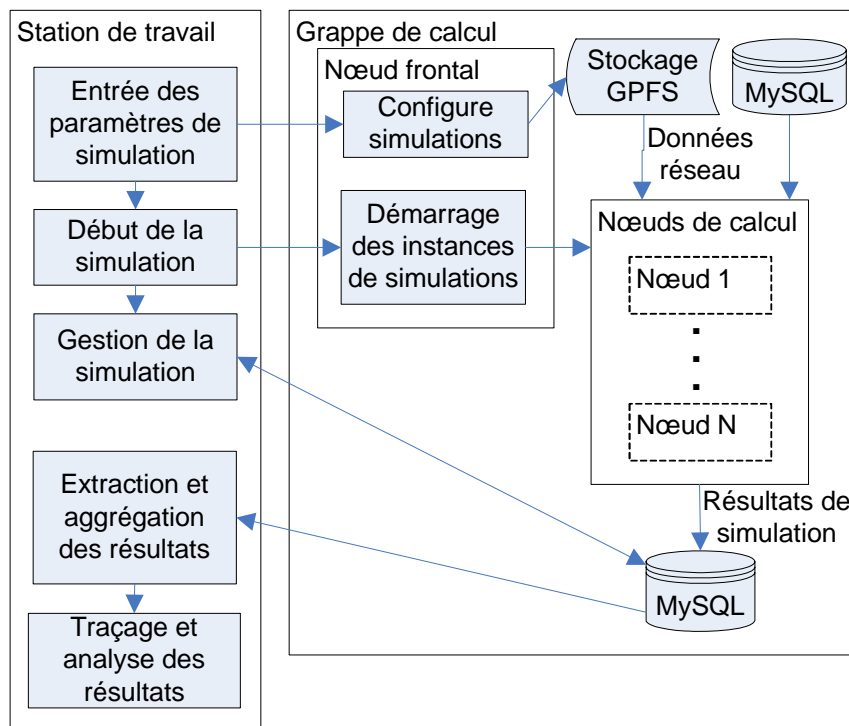 Station de travail
Entrée des
paramètres de
simulation
Début de la
simulation
Gestion de la
simulation
Extraction et
aggrégation
des résultats
Traçage et
analyse des
résultats
Grappe de calcul
Nœud frontal
Configure
simulations
Démarrage
des instances
de simulations
Stockage
GPFS
MySQL
Données
réseau
Nœuds de calcul
Nœud 1
Nœud N
Résultats de
simulation
MySQL